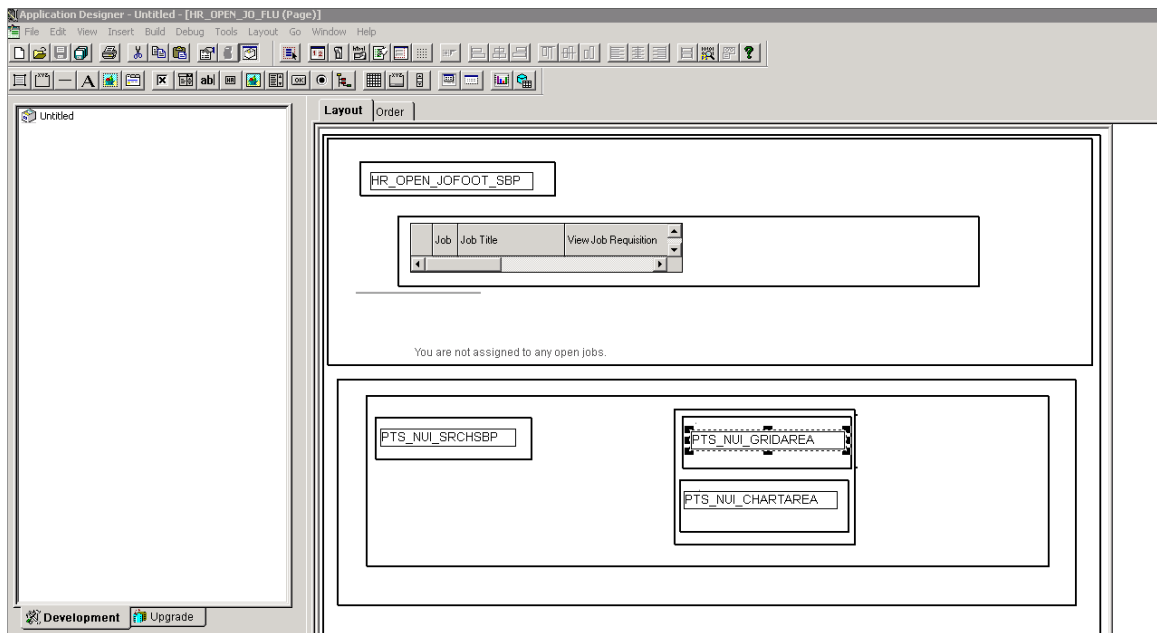 Application Designer - Untitled - [HR_OPEN_JO_FLU (Page)]
File Edit View Insert Build Debug Tools Layout Go Window Help
Untitled
Layout Order
HR_OPEN_JOFOOT_SBP
Job Job Title View Job Requisition
You are not assigned to any open jobs.
PTS_NUI_SRCHSBP
PTS_NUI_GRIDAREA
PTS_NUI_CHARTAREA
Development Upgrade